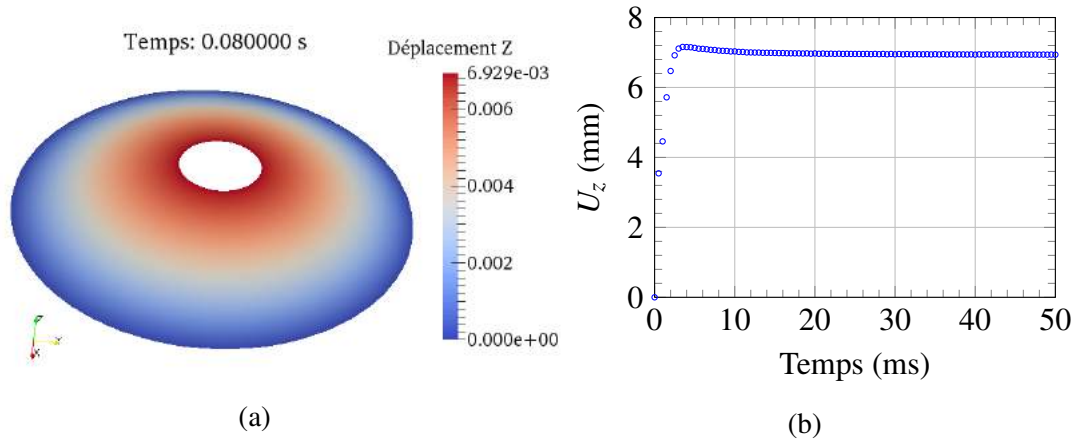 Temps: 0.080000 s
Déplacement Z
6.929e-03
0.006
0.004
0.002
0.000e+00
X
Y
Z
(a)
8
6
4
2
0
U_z (mm)
0
10
20
30
40
50
Temps (ms)
(b)